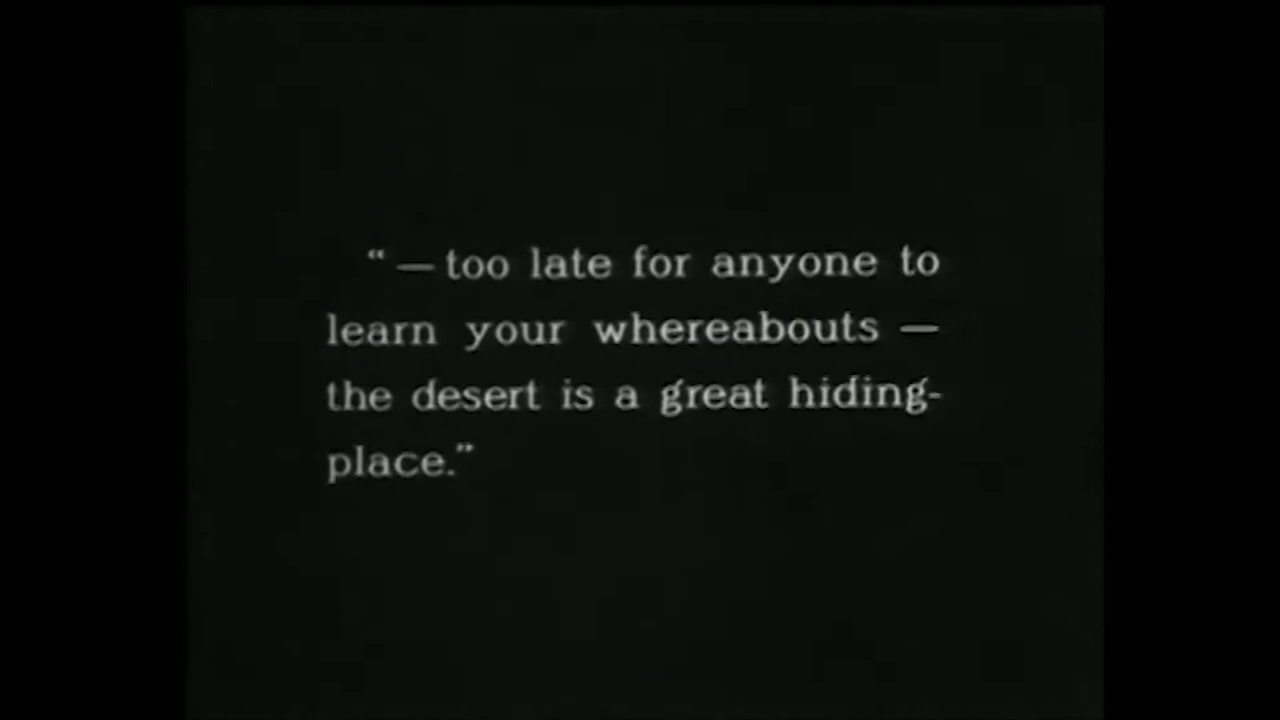 “—too late for anyone to
learn your whereabouts —
the desert is a great hiding-
place.”